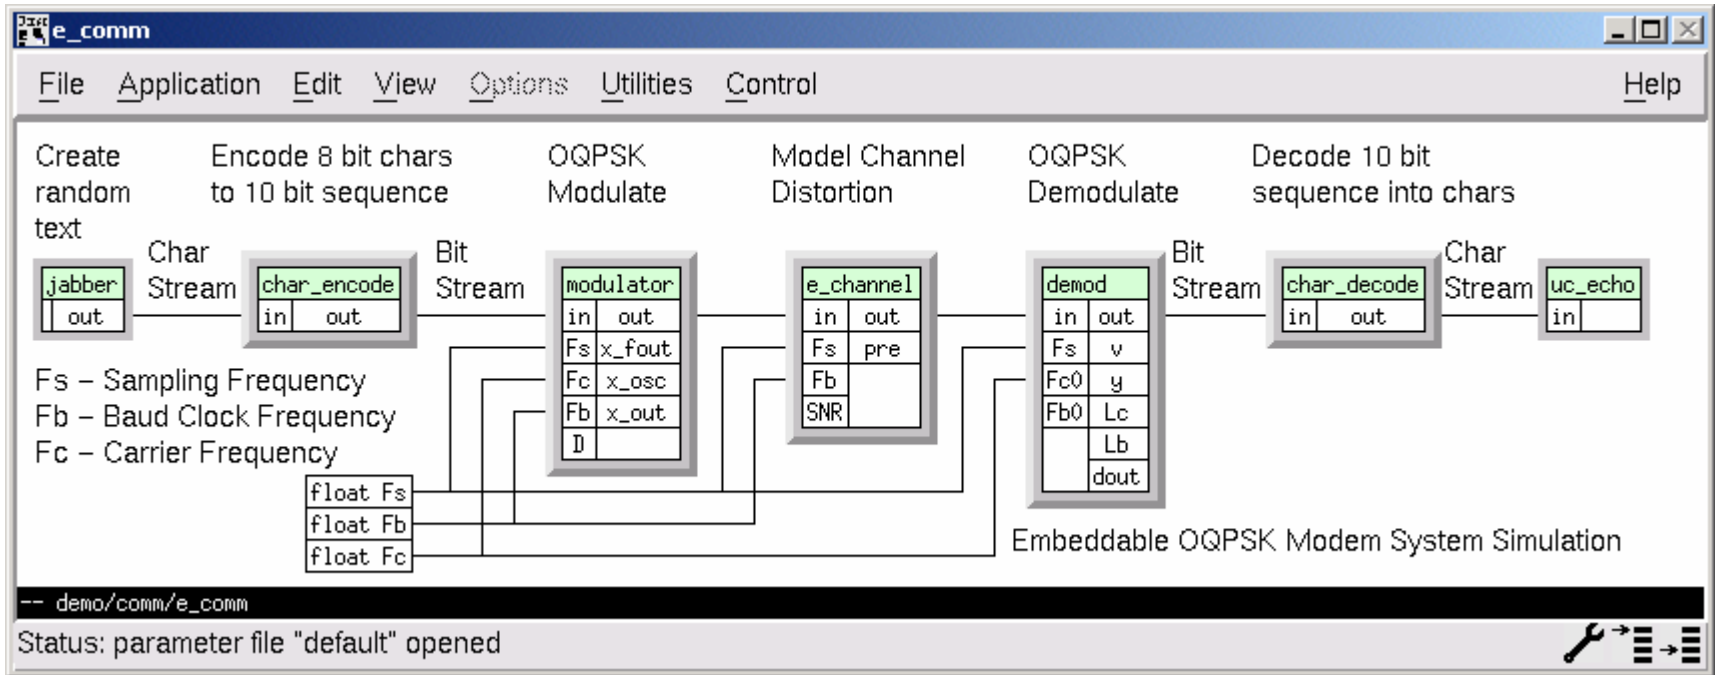 e_comm
File Application Edit View Options Utilities Control Help
Create
random
text
Encode 8 bit chars
to 10 bit sequence
OQPSK
Modulate
Model Channel
Distortion
OQPSK
Demodulate
Decode 10 bit
sequence into chars
Char
Stream
Bit
Stream
Bit
Stream
Char
Stream
jabber
out
char_encode
in out
modulator
in out
Fs x_fout
Fc x_osc
Fb x_out
D
e_channel
in out
Fs pre
Fb
SNR
demod
in out
Fs v
Fc0 y
Fb0 Lc
Lb
dout
char_decode
in out
uc_echo
in
Fs – Sampling Frequency
Fb – Baud Clock Frequency
Fc – Carrier Frequency
float Fs
float Fb
float Fc
Embeddable OQPSK Modem System Simulation
-- demo/comm/e_comm
Status: parameter file "default" opened